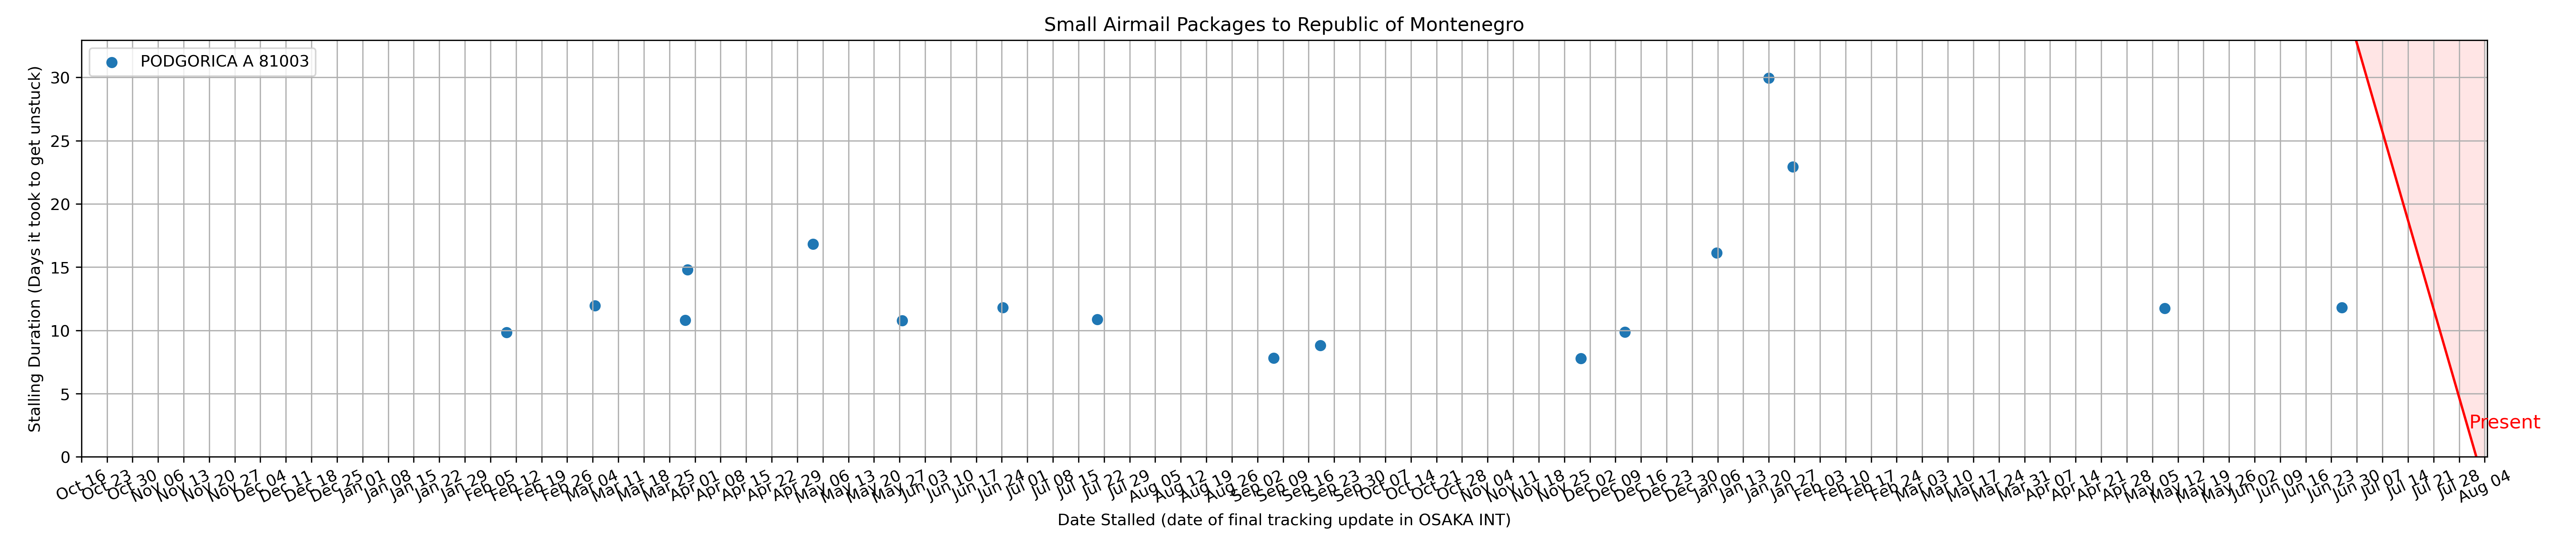 Small Airmail Packages to Republic of Montenegro
PODGORICA A 81003
Stalling Duration (Days it took to get unstuck)
30
25
20
15
10
5
0
Present
Oct 16 Oct 23 Oct 30 Nov 06 Nov 13 Nov 20 Nov 27 Dec 04 Dec 11 Dec 18 Dec 25 Jan 01 Jan 08 Jan 15 Jan 22 Jan 29 Feb 05 Feb 12 Feb 19 Feb 26 Mar 04 Mar 11 Mar 18 Mar 25 Apr 01 Apr 08 Apr 15 Apr 22 Apr 29 May 06 May 13 May 20 May 27 Jun 03 Jun 10 Jun 17 Jun 24 Jul 01 Jul 08 Jul 15 Jul 22 Jul 29 Aug 05 Aug 12 Aug 19 Aug 26 Sep 02 Sep 09 Sep 16 Sep 23 Sep 30 Oct 07 Oct 14 Oct 21 Oct 28 Nov 04 Nov 11 Nov 18 Nov 25 Dec 02 Dec 09 Dec 16 Dec 23 Dec 30 Jan 06 Jan 13 Jan 20 Jan 27 Feb 03 Feb 10 Feb 17 Feb 24 Mar 03 Mar 10 Mar 17 Mar 24 Mar 31 Apr 07 Apr 14 Apr 21 Apr 28 May 05 May 12 May 19 May 26 Jun 02 Jun 09 Jun 16 Jun 23 Jun 30 Jul 07 Jul 14 Jul 21 Jul 28 Aug 04
Date Stalled (date of final tracking update in OSAKA INT)